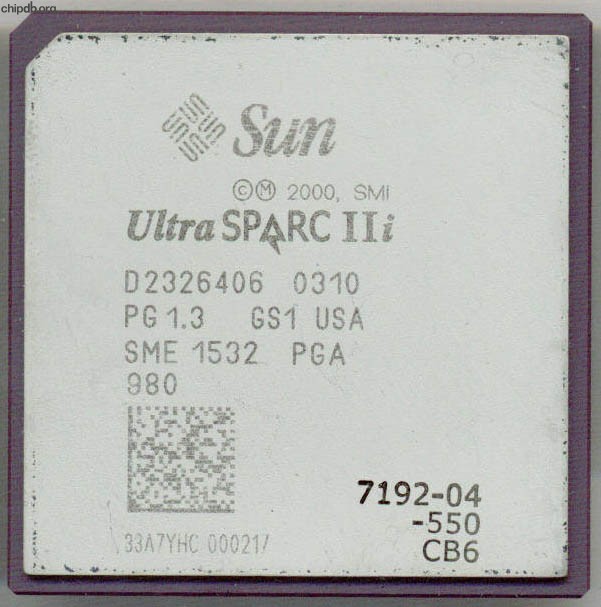 chipdb.org
Sun
©Ⓜ 2000, SMI
UltraSPARC IIi
D2326406 0310
PG 1.3 GS1 USA
SME 1532 PGA
980
33A7YHC 00021/
7192-04
-550
CB6